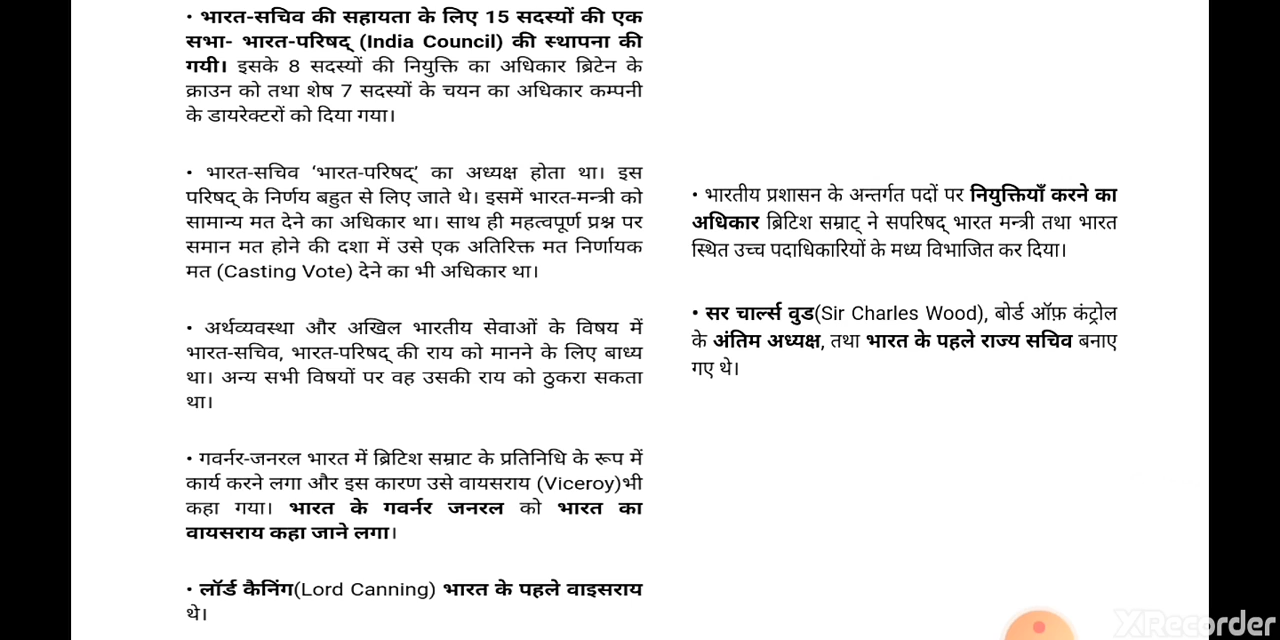 • भारत-सचिव की सहायता के लिए 15 सदस्यों की एक
सभा- भारत-परिषद् (India Council) की स्थापना की
गयी। इसके 8 सदस्यों की नियुक्ति का अधिकार ब्रिटेन के
क्राउन को तथा शेष 7 सदस्यों के चयन का अधिकार कम्पनी
के डायरेक्टरों को दिया गया।
• भारत-सचिव ‘भारत-परिषद्’ का अध्यक्ष होता था। इस
परिषद् के निर्णय बहुत से लिए जाते थे। इसमें भारत-मन्त्री को
सामान्य मत देने का अधिकार था। साथ ही महत्वपूर्ण प्रश्न पर
समान मत होने की दशा में उसे एक अतिरिक्त मत निर्णायक
मत (Casting Vote) देने का भी अधिकार था।
• अर्थव्यवस्था और अखिल भारतीय सेवाओं के विषय में
भारत-सचिव, भारत-परिषद् की राय को मानने के लिए बाध्य
था। अन्य सभी विषयों पर वह उसकी राय को ठुकरा सकता
था।
• गवर्नर-जनरल भारत में ब्रिटिश सम्राट के प्रतिनिधि के रूप में
कार्य करने लगा और इस कारण उसे वायसराय (Viceroy)भी
कहा गया। भारत के गवर्नर जनरल को भारत का
वायसराय कहा जाने लगा।
• लॉर्ड कैनिंग(Lord Canning) भारत के पहले वाइसराय
थे।
• भारतीय प्रशासन के अन्तर्गत पदों पर नियुक्तियाँ करने का
अधिकार ब्रिटिश सम्राट् ने सपरिषद् भारत मन्त्री तथा भारत
स्थित उच्च पदाधिकारियों के मध्य विभाजित कर दिया।
• सर चार्ल्स वुड(Sir Charles Wood), बोर्ड ऑफ़ कंट्रोल
के अंतिम अध्यक्ष, तथा भारत के पहले राज्य सचिव बनाए
गए थे।
XRecorder